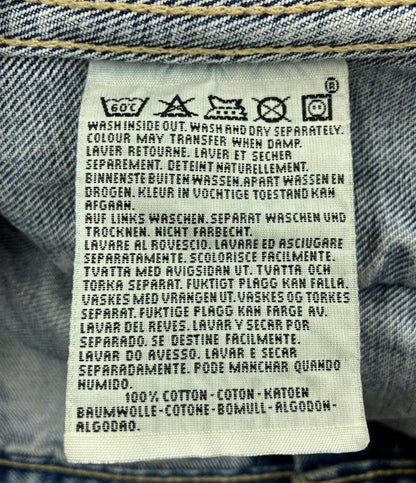 ®
60°C
WASH INSIDE OUT. WASH AND DRY SEPARATELY.
COLOUR MAY TRANSFER WHEN DAMP.
LAVER RETOURNE. LAVER ET SECHER
SEPAREMENT. DETEINT NATURELLEMENT.
BINNENSTE BUITEN WASSEN. APART WASSEN EN
DROGEN. KLEUR IN VOCHTIGE TOESTAND KAN
AFGAAN.
AUF LINKS WASCHEN. SEPARAT WASCHEN UND
TROCKNEN. NICHT FARBECHT.
LAVARE AL ROVESCIO. LAVARE ED ASCIUGARE
SEPARATAMENTE. SCOLORISCE FACILMENTE.
TVATTA MED AVIGSIDAN UT. TVATTA OCH
TORKA SEPARAT. FUKTIGT PLAGG KAN FALLA.
VASKES MED VRANGEN UT. VASKES OG TORKES
SEPARAT. FUKTIGE PLAGG KAN FARGE AV.
LAVAR DEL REVES. LAVAR Y SECAR POR
SEPARADO. SE DESTINE FACILMENTE.
LAVAR DO AVESSO. LAVAR E SECAR
SEPARADAMENTE. PODE MANCHAR QUANDO
HUMIDO.
100% COTTON - COTON - KATOEN
BAUMWOLLE - COTONE - BOMULL - ALGODON -
ALGODAO.